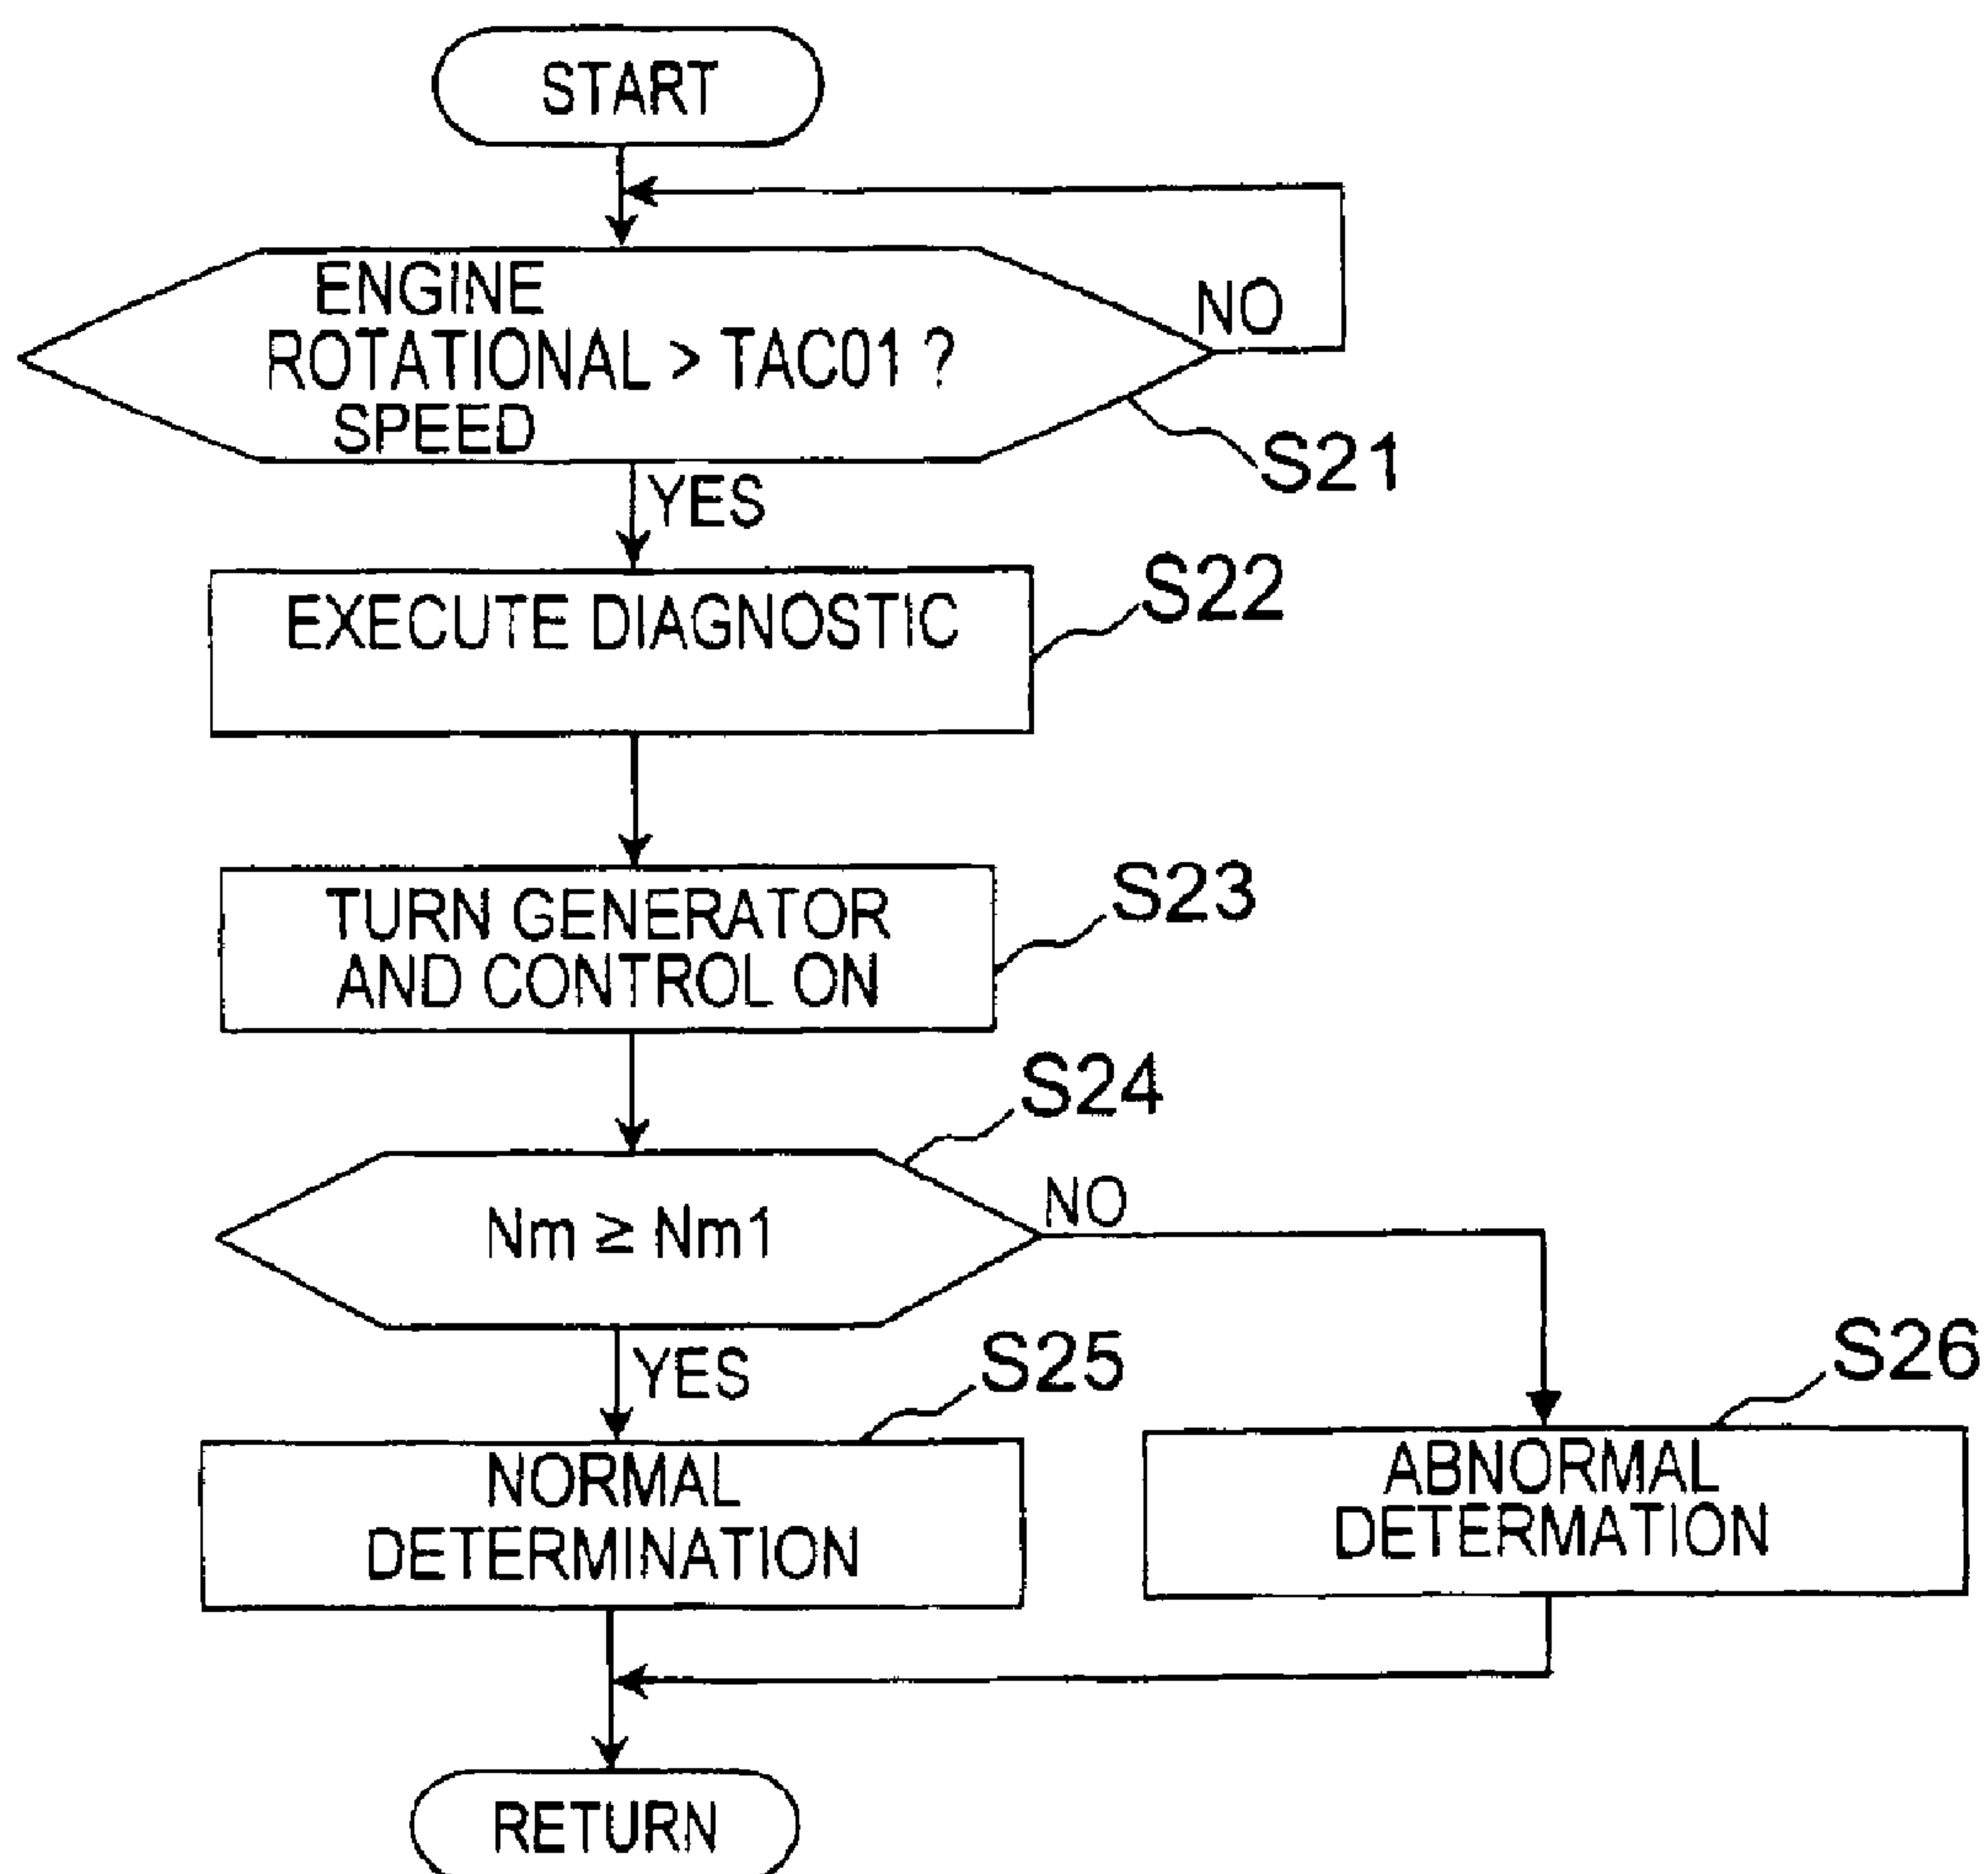 START
ENGINE
ROTATIONAL > TAC01 ?
SPEED
NO
S21
YES
EXECUTE DIAGNOSTIC
S22
TURN GENERATOR
AND CONTROL ON
S23
S24
Nm ≥ Nm1
NO
YES
S25
S26
NORMAL
DETERMINATION
ABNORMAL
DETERMATION
RETURN